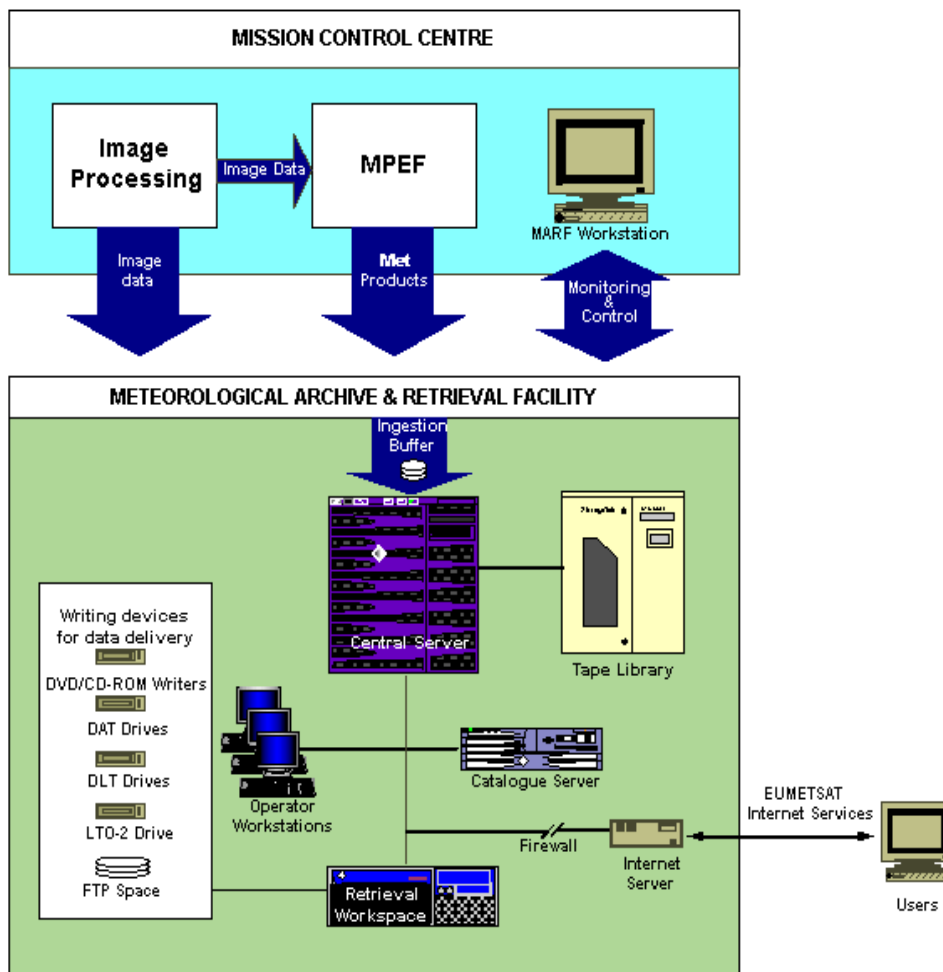 MISSION CONTROL CENTRE
Image
Processing
Image Data
MPEF
MARF Workstation
Image
data
Met
Products
Monitoring
&
Control
METEOROLOGICAL ARCHIVE & RETRIEVAL FACILITY
Ingestion
Buffer
Central Server
Tape Library
Writing devices
for data delivery
DVD/CD-ROM Writers
DAT Drives
DLT Drives
LTO-2 Drive
FTP Space
Operator
Workstations
Catalogue Server
Firewall
Internet
Server
EUMETSAT
Internet Services
Users
Retrieval
Workspace